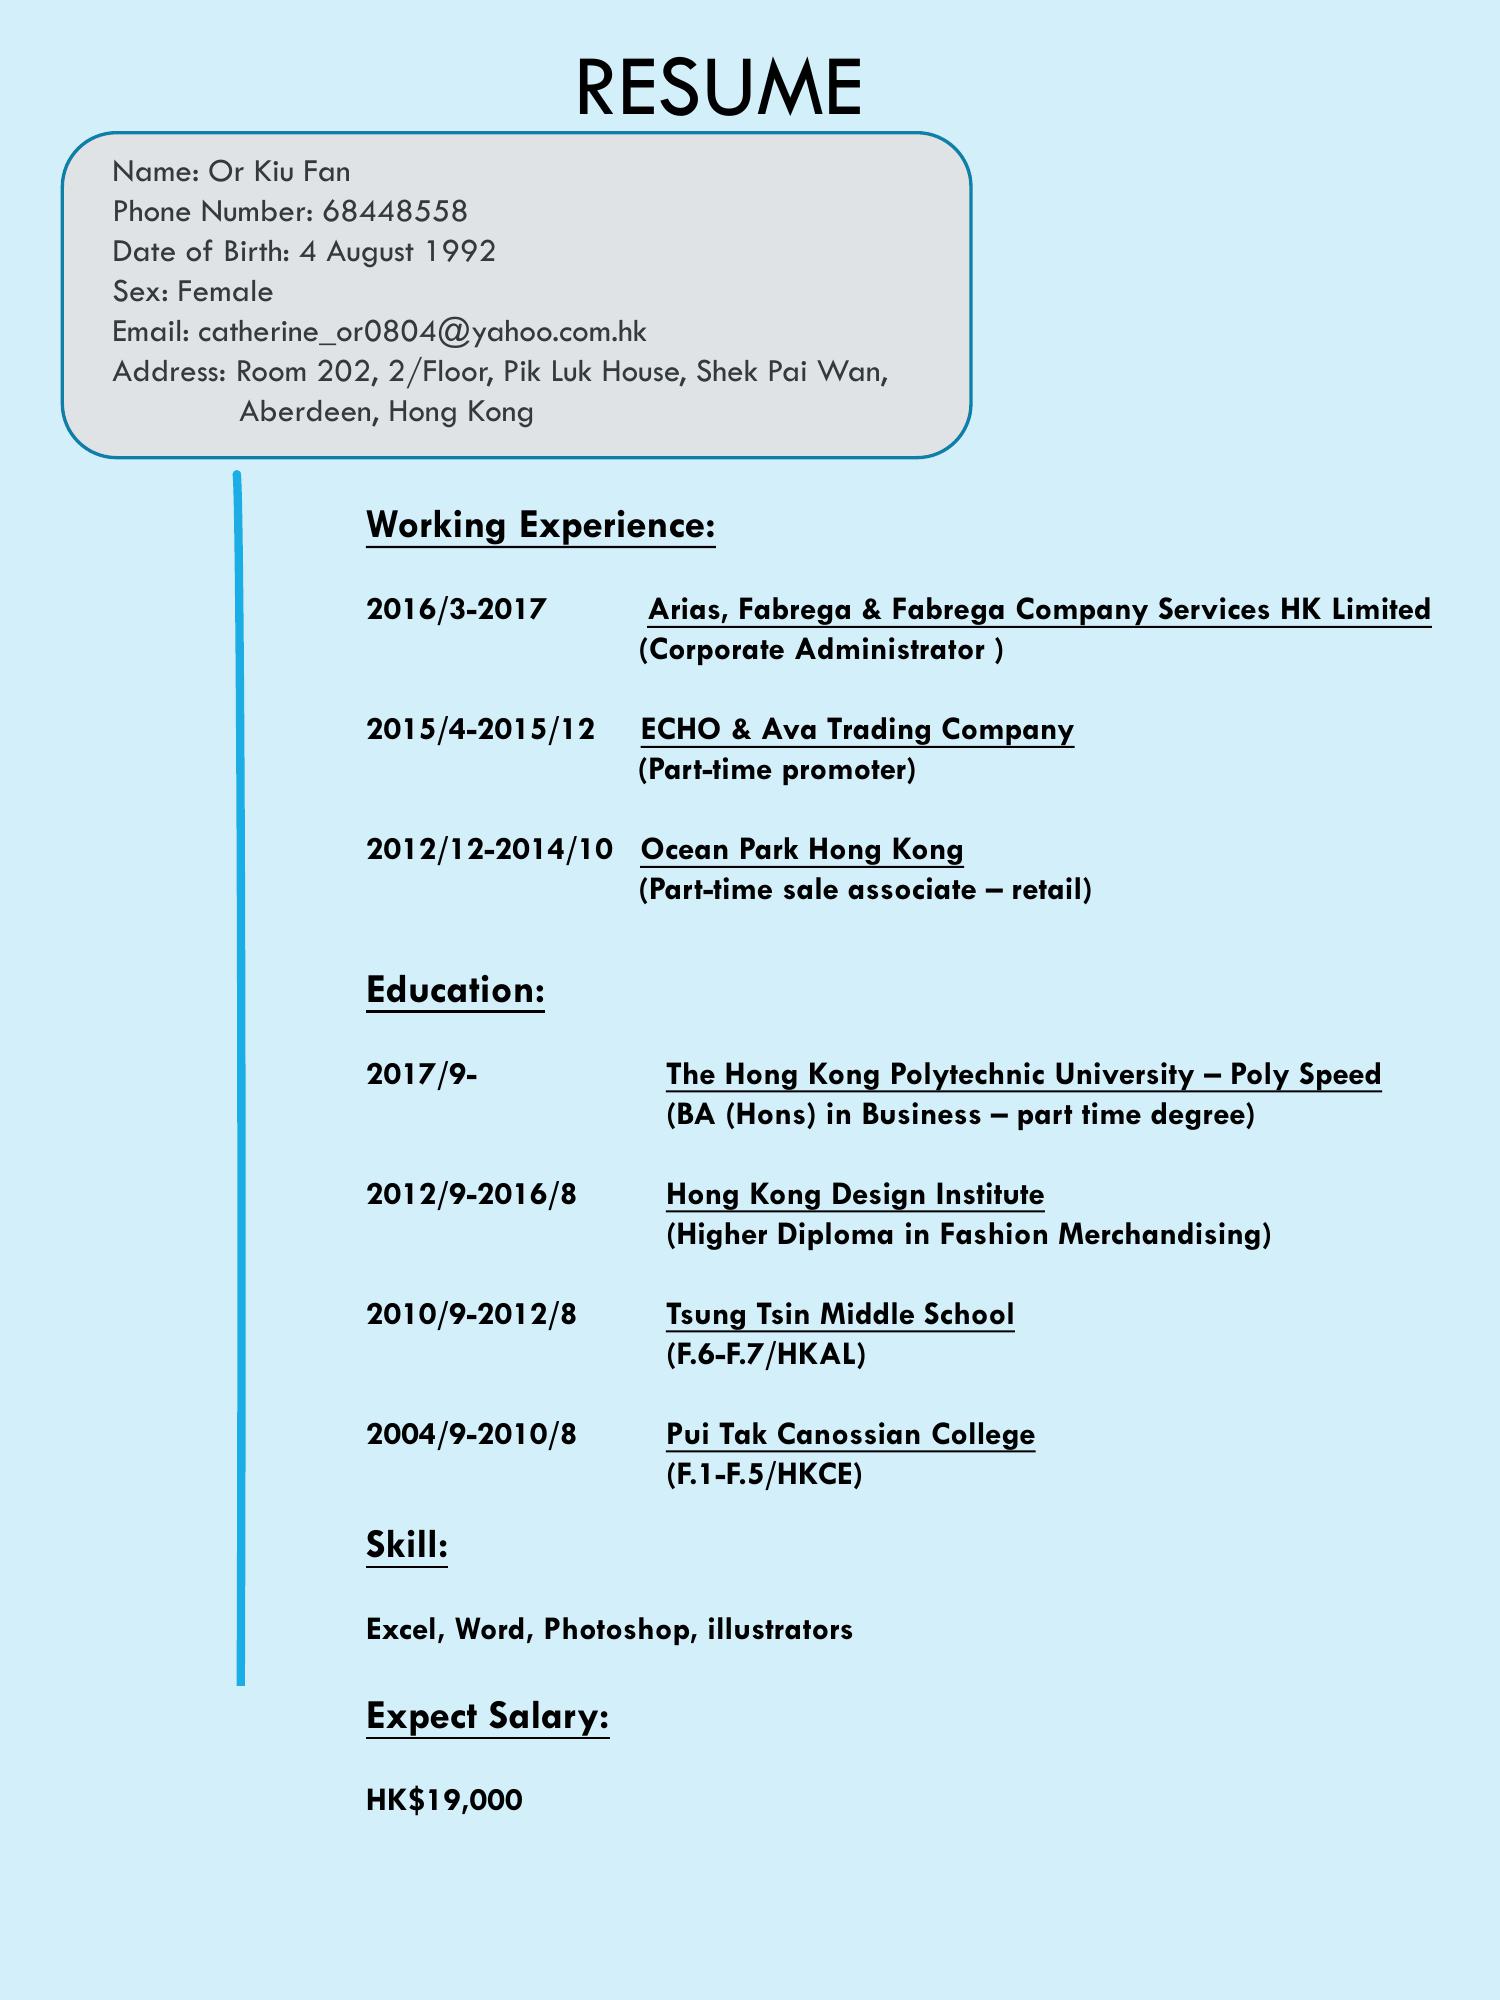 RESUME
Name: Or Kiu Fan
Phone Number: 68448558
Date of Birth: 4 August 1992
Sex: Female
Email: catherine_or0804@yahoo.com.hk
Address: Room 202, 2/Floor, Pik Luk House, Shek Pai Wan,
Aberdeen, Hong Kong
Working Experience:
2016/3-2017 Arias, Fabrega & Fabrega Company Services HK Limited
(Corporate Administrator )
2015/4-2015/12 ECHO & Ava Trading Company
(Part-time promoter)
2012/12-2014/10 Ocean Park Hong Kong
(Part-time sale associate – retail)
Education:
2017/9- The Hong Kong Polytechnic University – Poly Speed
(BA (Hons) in Business – part time degree)
2012/9-2016/8 Hong Kong Design Institute
(Higher Diploma in Fashion Merchandising)
2010/9-2012/8 Tsung Tsin Middle School
(F.6-F.7/HKAL)
2004/9-2010/8 Pui Tak Canossian College
(F.1-F.5/HKCE)
Skill:
Excel, Word, Photoshop, illustrators
Expect Salary:
HK$19,000